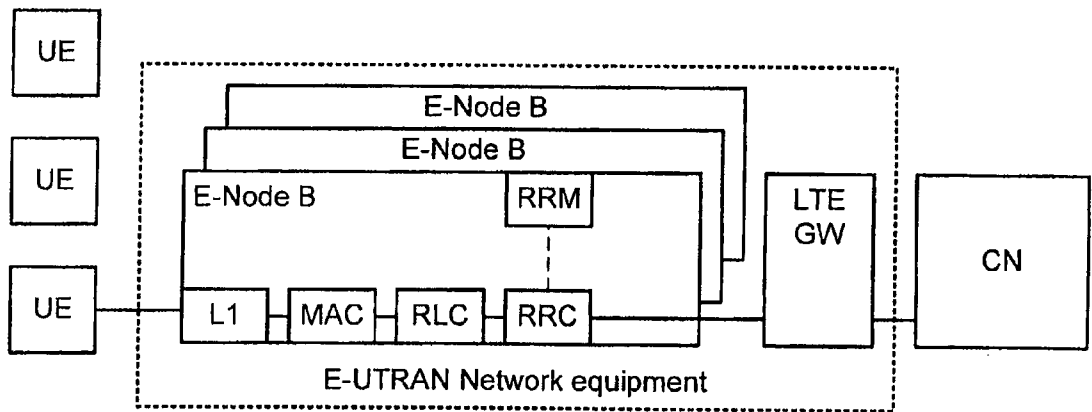 UE
E-Node B
E-Node B
UE
E-Node B
RRM
LTE
GW
CN
UE
L1
MAC
RLC
RRC
E-UTRAN Network equipment